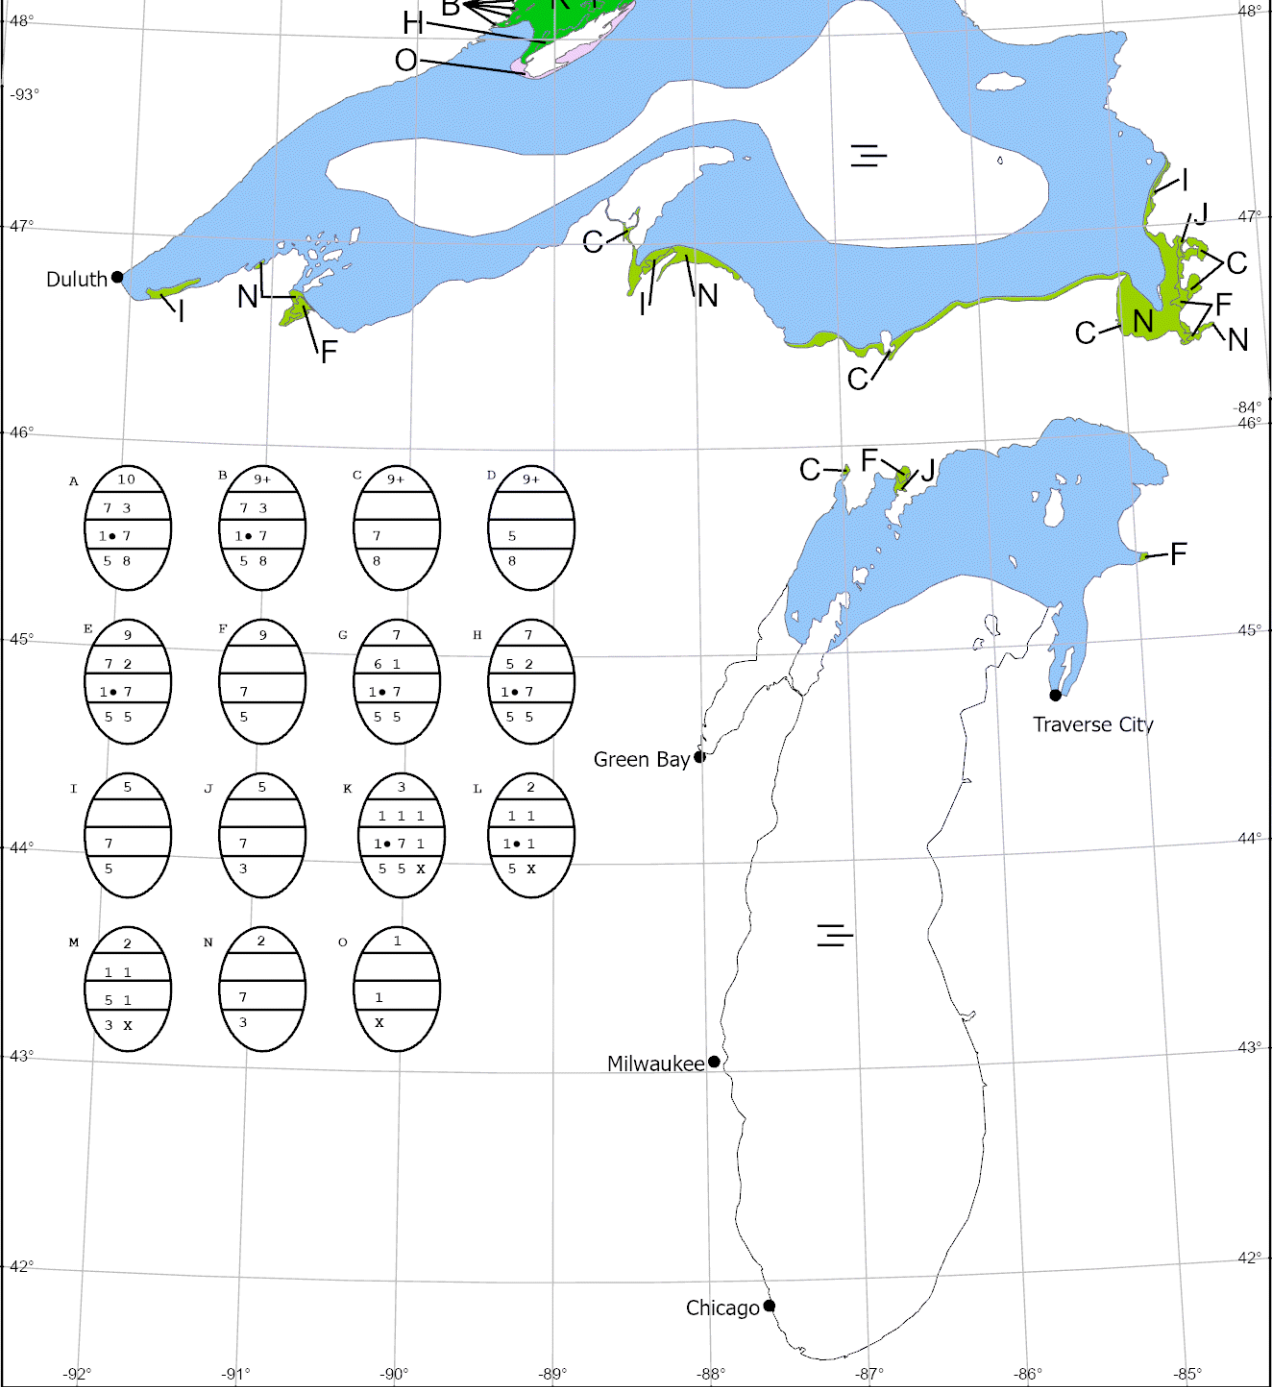 B K F
48° H 48°
O
-93°
I
47° J 47°
C C
Duluth N I N F
I C N N
F C
-84°
46° 46°
C F J
A 10 B 9+ C 9+ D 9+
7 3 7 3
1• 7 1• 7 7 5
5 8 5 8 8 8
F
E 9 F 9 G 7 H 7
45° 45°
7 2 6 1 5 2
1• 7 7 1• 7 1• 7
5 5 5 5 5 5 5
Traverse City
Green Bay
I 5 J 5 K 3 L 2
1 1 1 1 1
44° 7 7 1• 7 1 1• 1 44°
5 3 5 5 X 5 X
M 2 N 2 O 1
1 1
5 1 7 1
3 X 3 X
43° 43°
Milwaukee
42° 42°
Chicago
-92° -91° -90° -89° -88° -87° -86° -85°